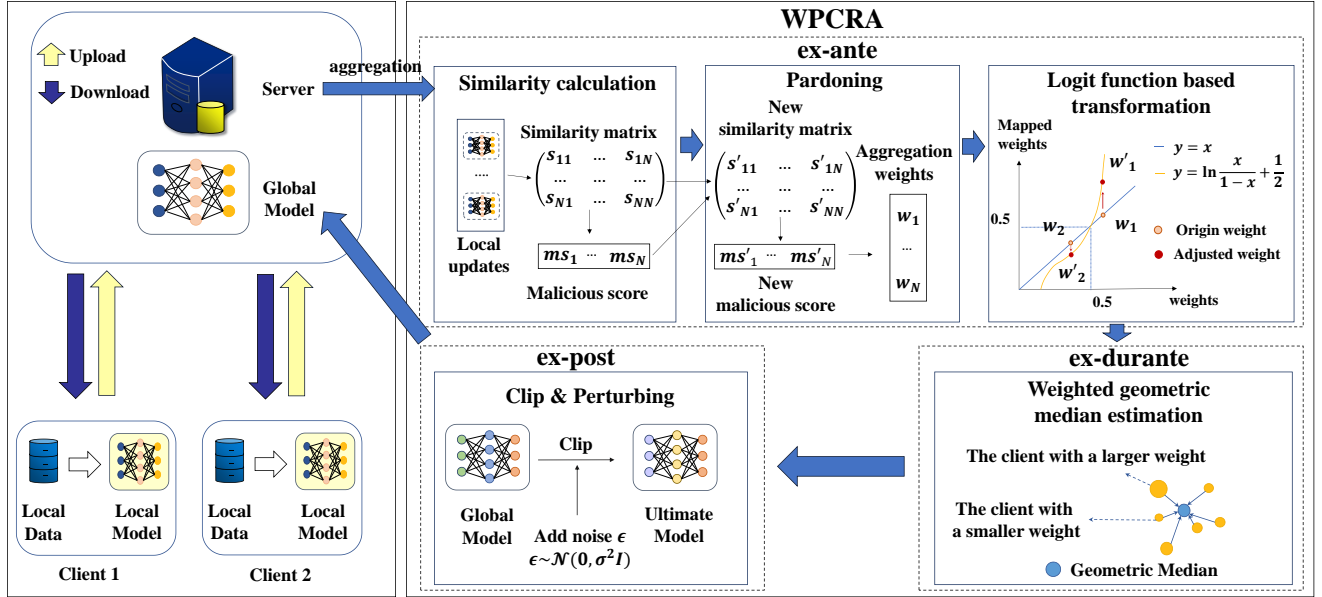 Upload
Download
Server
Global
Model
Local
Data
Local
Model
Client 1
Local
Data
Local
Model
Client 2
aggregation
WPCRA
ex-ante
Similarity calculation
Similarity matrix
s₁₁ ... s₁N
... ... ...
sN₁ ... sNN
....
Local
updates
ms₁ ... msN
Malicious score
Pardoning
New
similarity matrix
s'₁₁ ... s'₁N
... ... ...
s'N₁ ... s'NN
ms'₁ ... ms'N
New
malicious score
Aggregation
weights
w₁
...
wN
Logit function based
transformation
Mapped
weights
w'₁
y = x
y = ln x/(1 − x) + 1/2
0.5
w₂
w₁
w'₂
Origin weight
Adjusted weight
0.5
weights
ex-durante
Weighted geometric
median estimation
The client with a larger weight
The client with
a smaller weight
Geometric Median
ex-post
Clip & Perturbing
Clip
Global
Model
Add noise ϵ
ϵ~𝒩(0, σ²I)
Ultimate
Model